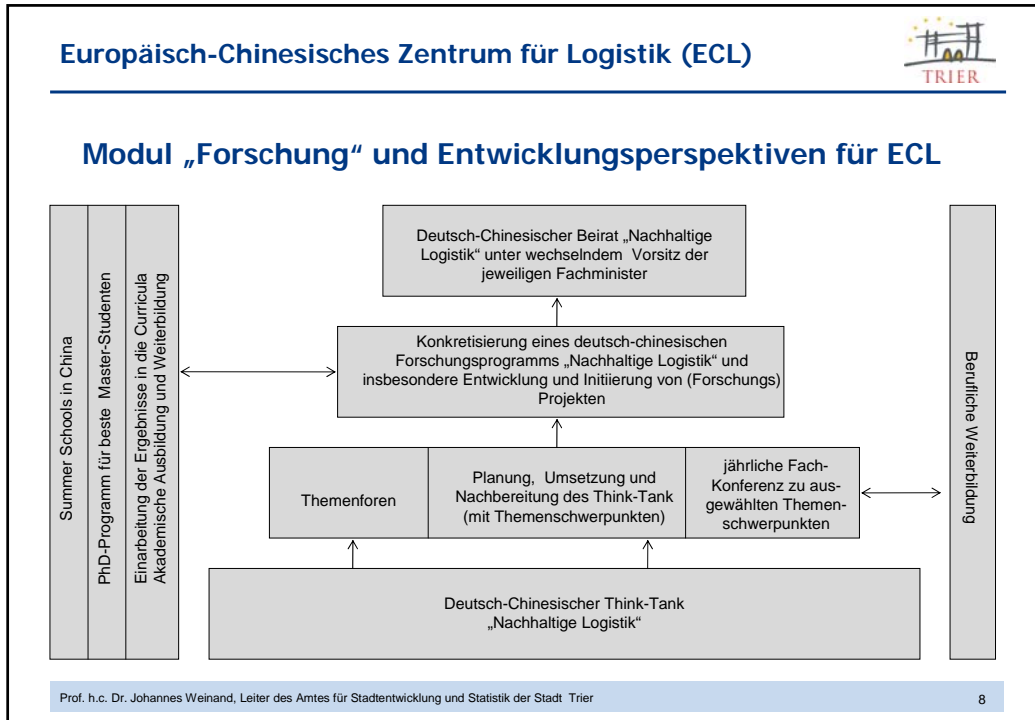 Europäisch-Chinesisches Zentrum für Logistik (ECL)
TRIER
Modul „Forschung“ und Entwicklungsperspektiven für ECL
Summer Schools in China
PhD-Programm für beste Master-Studenten
Einarbeitung der Ergebnisse in die Curricula
Akademische Ausbildung und Weiterbildung
Deutsch-Chinesischer Beirat „Nachhaltige
Logistik“ unter wechselndem Vorsitz der
jeweiligen Fachminister
Konkretisierung eines deutsch-chinesischen
Forschungsprogramms „Nachhaltige Logistik“ und
insbesondere Entwicklung und Initiierung von (Forschungs)
Projekten
Themenforen
Planung, Umsetzung und
Nachbereitung des Think-Tank
(mit Themenschwerpunkten)
jährliche Fach-
Konferenz zu aus-
gewählten Themen-
schwerpunkten
Deutsch-Chinesischer Think-Tank
„Nachhaltige Logistik“
Berufliche Weiterbildung
Prof. h.c. Dr. Johannes Weinand, Leiter des Amtes für Stadtentwicklung und Statistik der Stadt Trier
8